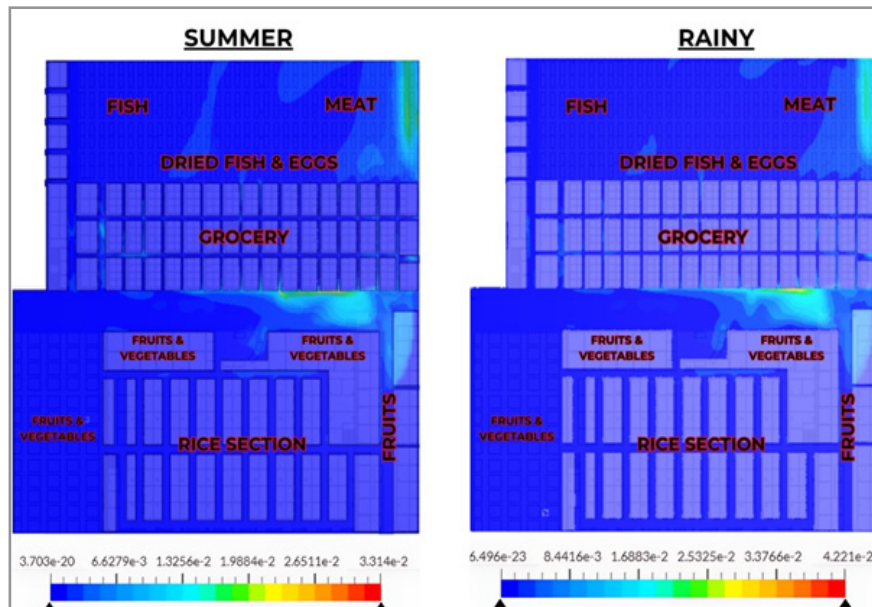 SUMMER
FISH
MEAT
DRIED FISH & EGGS
GROCERY
FRUITS &
VEGETABLES
FRUITS &
VEGETABLES
FRUITS &
VEGETABLES
RICE SECTION
FRUITS
3.703e-20 6.6279e-3 1.3256e-2 1.9884e-2 2.6511e-2 3.314e-2
RAINY
FISH
MEAT
DRIED FISH & EGGS
GROCERY
FRUITS &
VEGETABLES
FRUITS &
VEGETABLES
FRUITS &
VEGETABLES
RICE SECTION
FRUITS
6.496e-23 8.4416e-3 1.6883e-2 2.5325e-2 3.3766e-2 4.221e-2